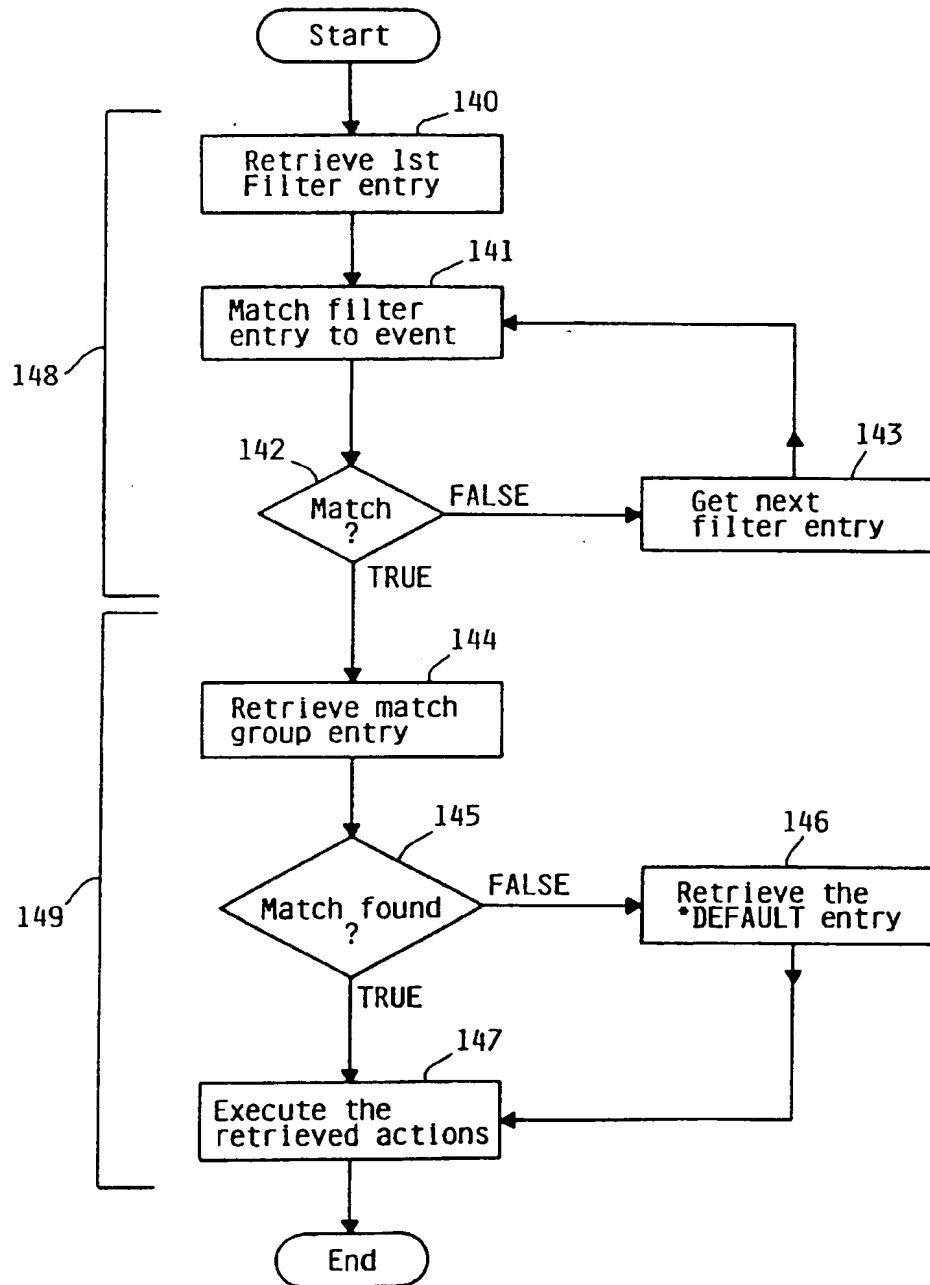 Start
140
Retrieve 1st
Filter entry
141
Match filter
entry to event
148
142
Match
?
FALSE
143
Get next
filter entry
TRUE
144
Retrieve match
group entry
145
146
149
Match found
?
FALSE
Retrieve the
*DEFAULT entry
TRUE
147
Execute the
retrieved actions
End